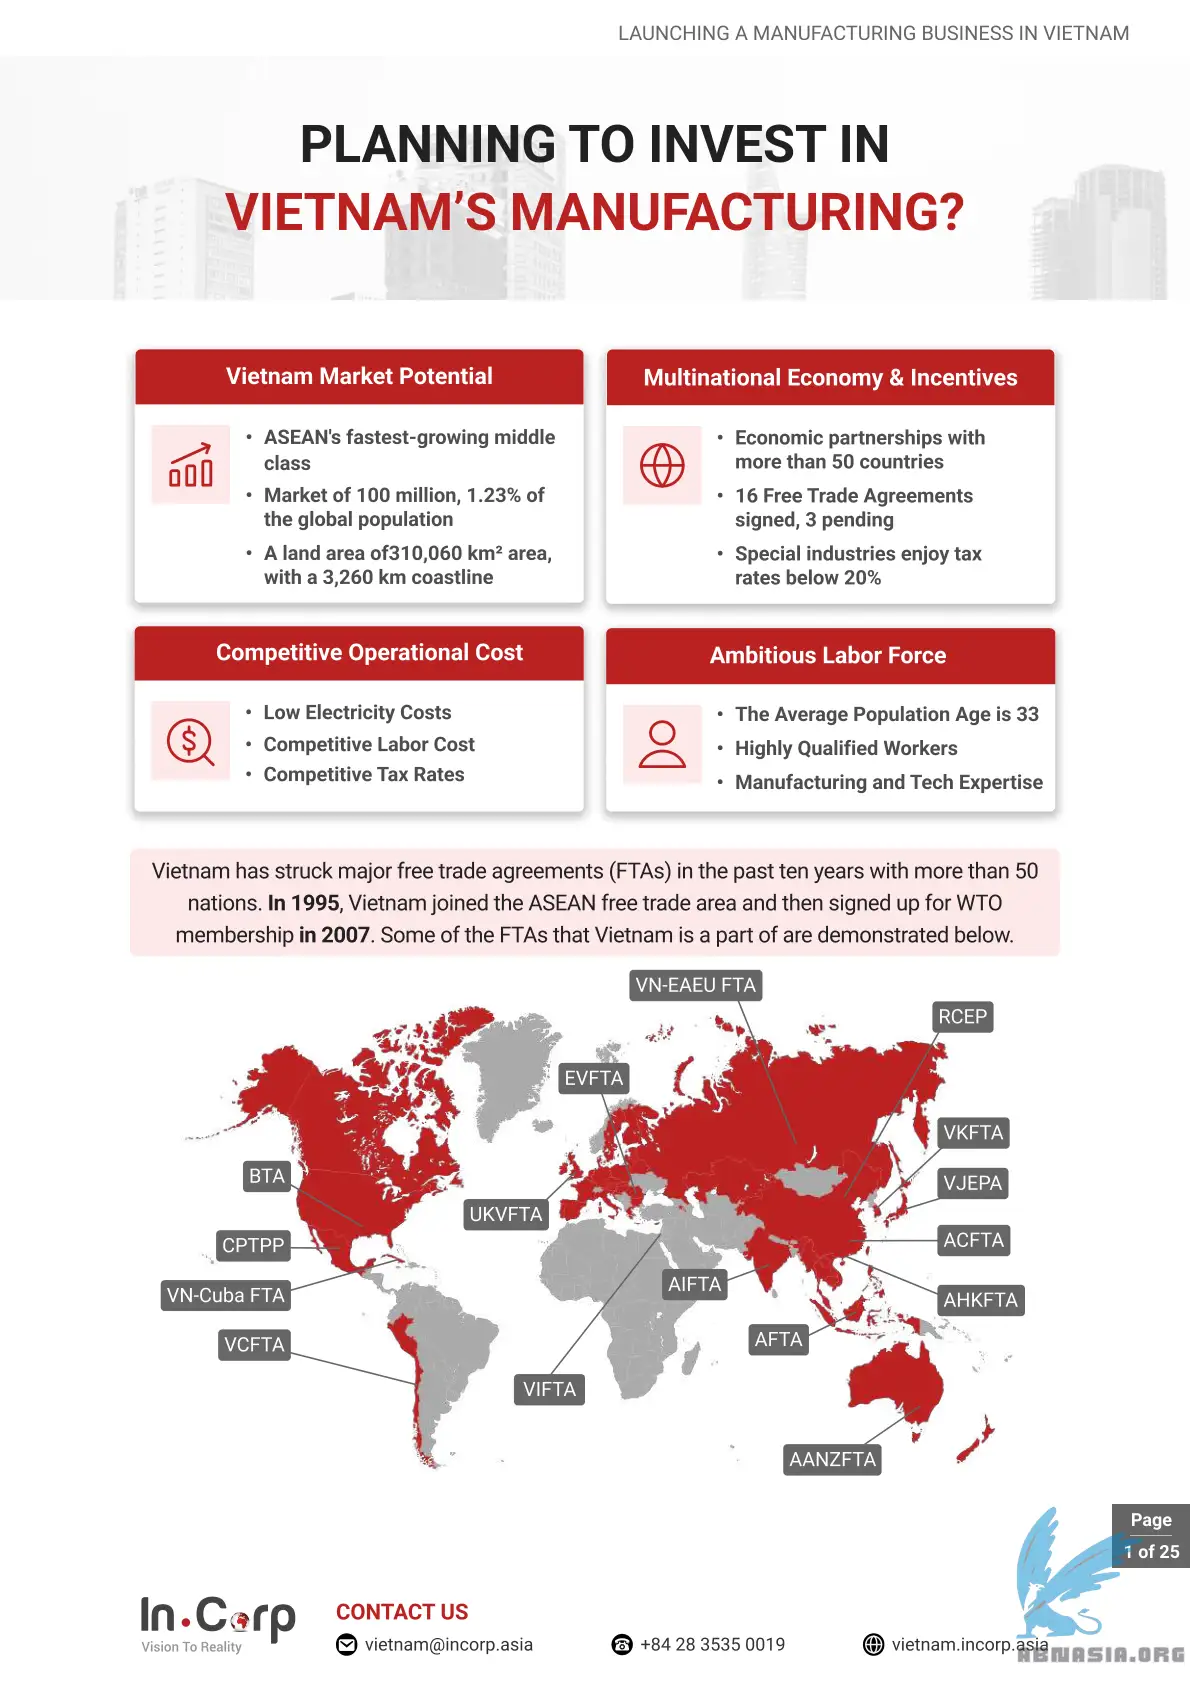 LAUNCHING A MANUFACTURING BUSINESS IN VIETNAM
PLANNING TO INVEST IN
VIETNAM'S MANUFACTURING?
Vietnam Market Potential
• ASEAN's fastest-growing middle
class
• Market of 100 million, 1.23% of
the global population
• A land area of310,060 km² area,
with a 3,260 km coastline
Multinational Economy & Incentives
• Economic partnerships with
more than 50 countries
• 16 Free Trade Agreements
signed, 3 pending
• Special industries enjoy tax
rates below 20%
Competitive Operational Cost
• Low Electricity Costs
• Competitive Labor Cost
• Competitive Tax Rates
Ambitious Labor Force
• The Average Population Age is 33
• Highly Qualified Workers
• Manufacturing and Tech Expertise
Vietnam has struck major free trade agreements (FTAs) in the past ten years with more than 50
nations. In 1995, Vietnam joined the ASEAN free trade area and then signed up for WTO
membership in 2007. Some of the FTAs that Vietnam is a part of are demonstrated below.
VN-EAEU FTA
RCEP
EVFTA
VKFTA
BTA
VJEPA
UKVFTA
CPTPP
ACFTA
AIFTA
VN-Cuba FTA
AHKFTA
AFTA
VCFTA
VIFTA
AANZFTA
Page
1 of 25
In.Corp
Vision To Reality
CONTACT US
vietnam@incorp.asia
+84 28 3535 0019
vietnam.incorp.asia
ABNASIA.ORG